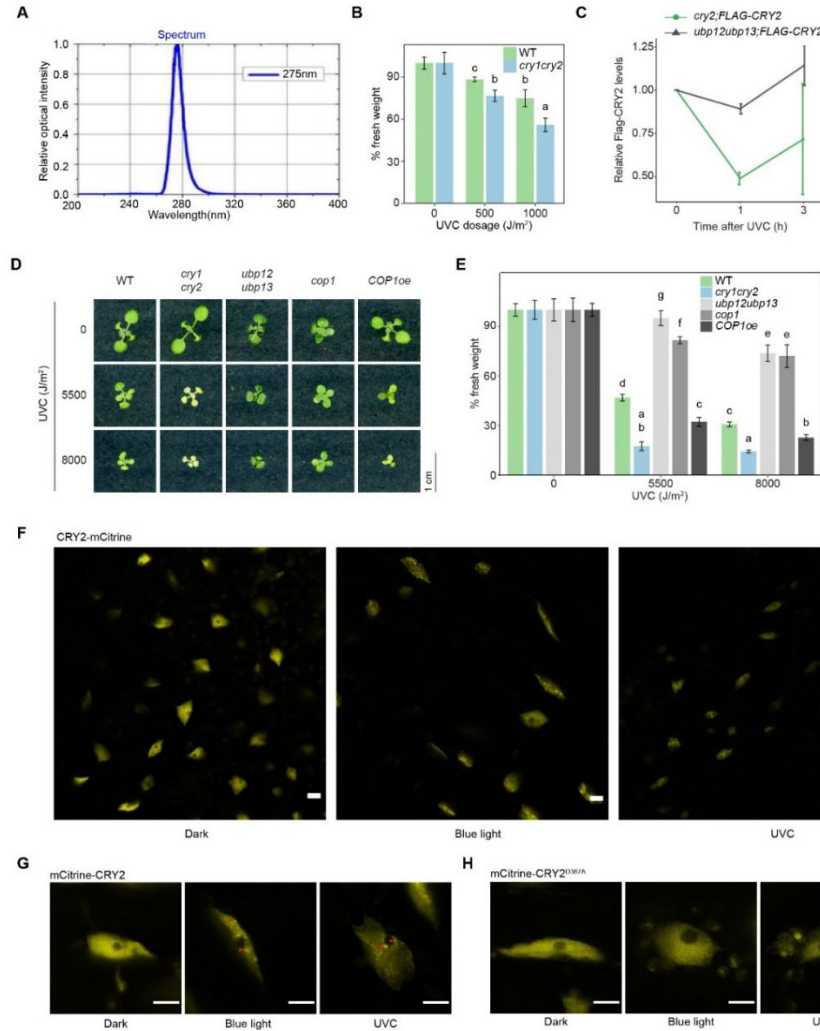 A
Spectrum
275nm
Relative optical intensity
1.0
0.8
0.6
0.4
0.2
0.0
200 240 280 320 360 400
Wavelength(nm)
B
WT
cry1cry2
% fresh weight
90
60
30
0
c
b
b
a
0 500 1000
UVC dosage (J/m²)
C
cry2;FLAG-CRY2
ubp12ubp13;FLAG-CRY2
Relative Flag-CRY2 levels
1.25
1.00
0.75
0.50
0 1 3
Time after UVC (h)
D
WT cry1 cry2 ubp12 ubp13 cop1 COP1oe
UVC (J/m²)
0
5500
8000
1 cm
E
WT
cry1cry2
ubp12ubp13
cop1
COP1oe
% fresh weight
90
60
30
0
d
a
b
g
f
c
c
a
e
e
b
0 5500 8000
UVC (J/m²)
F
CRY2-mCitrine
Dark Blue light UVC
G
mCitrine-CRY2
Dark Blue light UVC
H
mCitrine-CRY2
Dark Blue light U